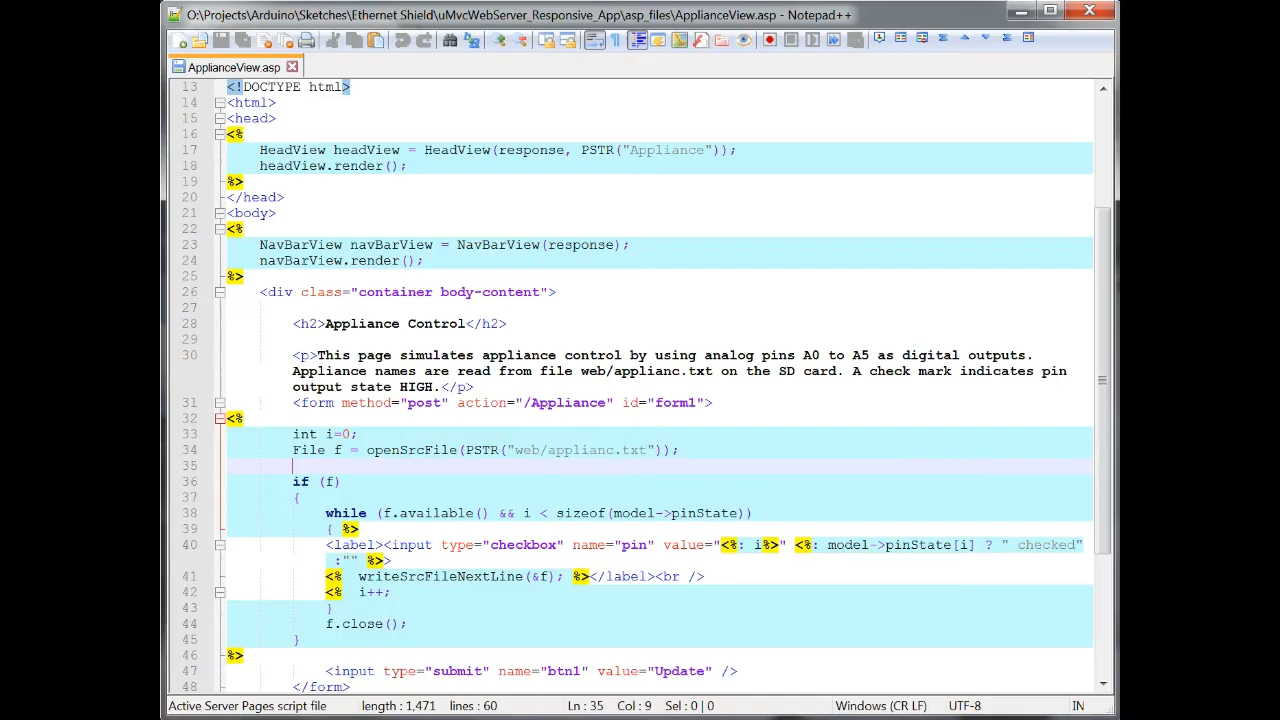 O:\Projects\Arduino\Sketches\Ethernet Shield\uMvcWebServer_Responsive_App\asp_files\ApplianceView.asp - Notepad++
ApplianceView.asp
13 <!DOCTYPE html>
14 <html>
15 <head>
16 <%
17 HeadView headView = HeadView(response, PSTR("Appliance"));
18 headView.render();
19 %>
20 </head>
21 <body>
22 <%
23 NavBarView navBarView = NavBarView(response);
24 navBarView.render();
25 %>
26 <div class="container body-content">
27
28 <h2>Appliance Control</h2>
29
30 <p>This page simulates appliance control by using analog pins A0 to A5 as digital outputs.
Appliance names are read from file web/applianc.txt on the SD card. A check mark indicates pin
output state HIGH.</p>
31 <form method="post" action="/Appliance" id="form1">
32 <%
33 int i=0;
34 File f = openSrcFile(PSTR("web/applianc.txt"));
35
36 if (f)
37 {
38 while (f.available() && i < sizeof(model->pinState))
39 { %>
40 <label><input type="checkbox" name="pin" value="<%: i%>" <%: model->pinState[i] ? " checked"
:"" %>>
41 <% writeSrcFileNextLine(&f); %></label><br />
42 <% i++;
43 }
44 f.close();
45 }
46 %>
47 <input type="submit" name="btn1" value="Update" />
48 </form>
Active Server Pages script file length : 1,471 lines : 60 Ln : 35 Col : 9 Sel : 0 | 0 Windows (CR LF) UTF-8 IN